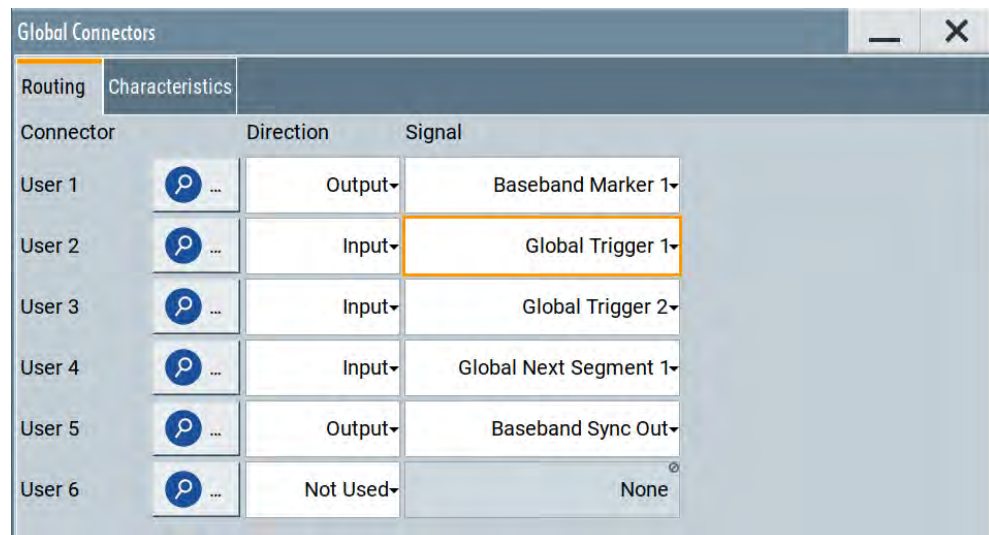 Global Connectors
Routing Characteristics
Connector Direction Signal
User 1 ... Output Baseband Marker 1
User 2 ... Input Global Trigger 1
User 3 ... Input Global Trigger 2
User 4 ... Input Global Next Segment 1
User 5 ... Output Baseband Sync Out
User 6 ... Not Used None